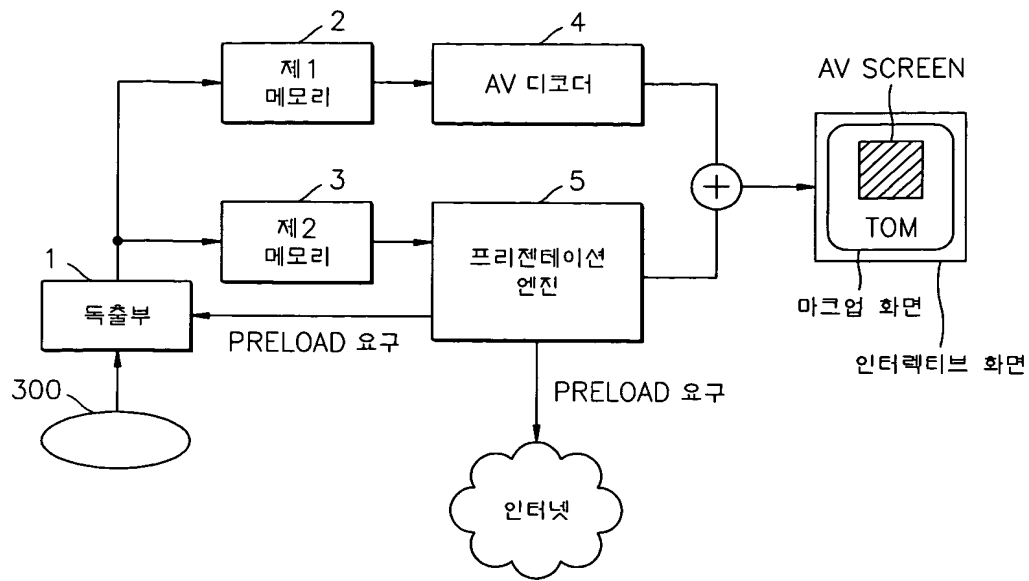 2
제1
메모리
4
AV 디코더
AV SCREEN
TOM
마크업 화면
인터렉티브 화면
3
제2
메모리
5
프리젠테이션
엔진
1
독출부
PRELOAD 요구
300
PRELOAD 요구
인터넷